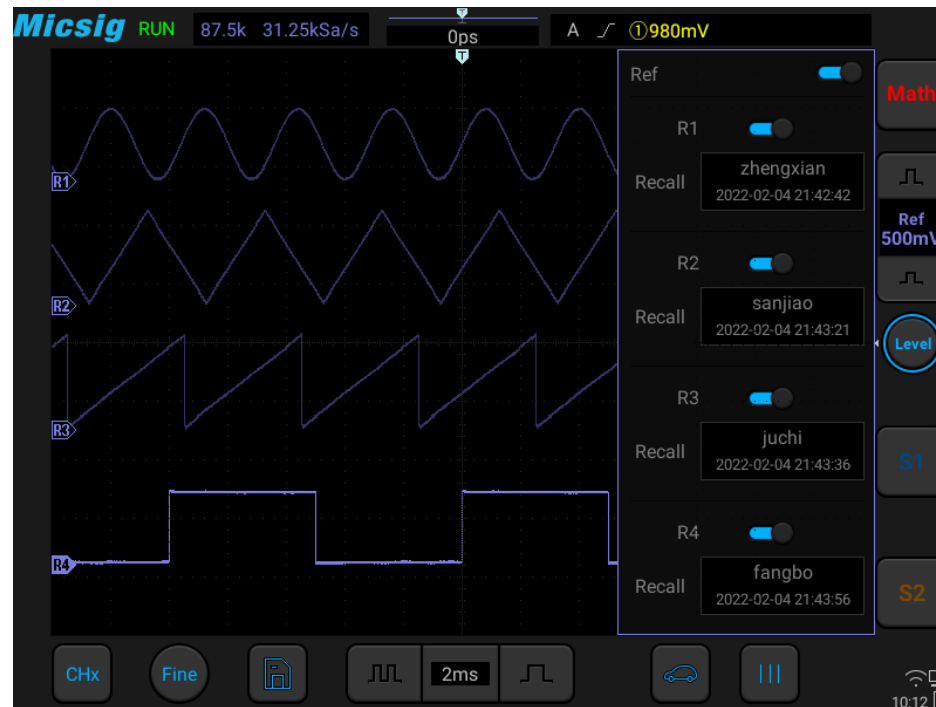 Micsig RUN 87.5k 31.25kSa/s T 0ps A ①980mV
T
Ref
Math
R1
R1
Recall zhengxian
2022-02-04 21:42:42
Ref
500mV
R2
R2
Recall sanjiao
2022-02-04 21:43:21
Level
R3
R3
Recall juchi
2022-02-04 21:43:36
S1
R4
R4
Recall fangbo
2022-02-04 21:43:56
S2
CHx Fine 2ms
10:12